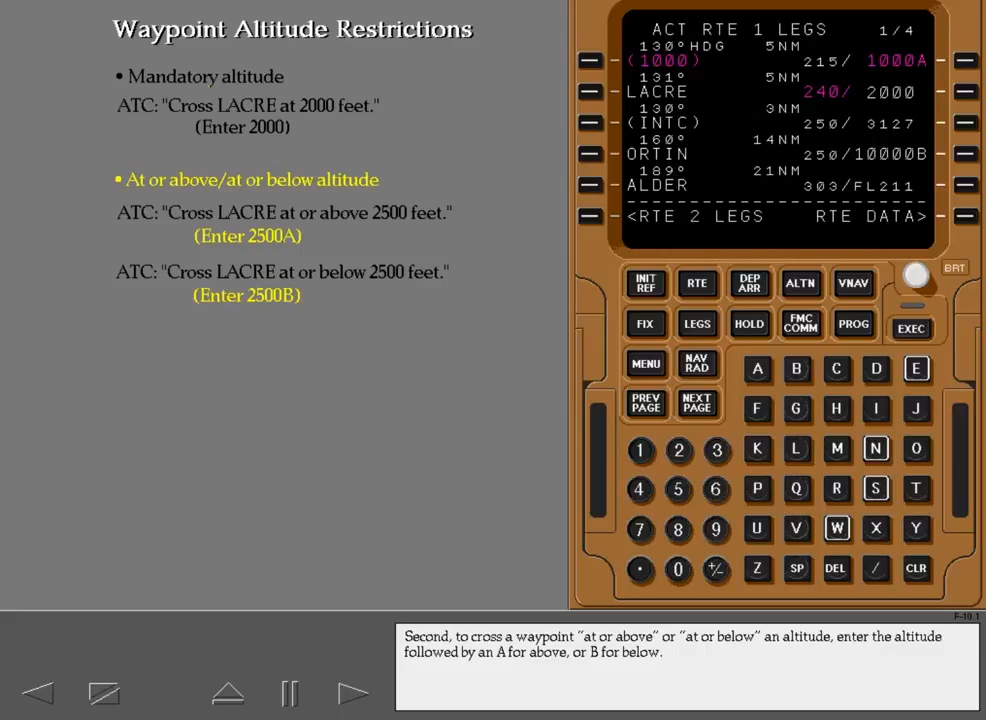 Waypoint Altitude Restrictions
• Mandatory altitude
ATC: "Cross LACRE at 2000 feet."
(Enter 2000)
• At or above/at or below altitude
ATC: "Cross LACRE at or above 2500 feet."
(Enter 2500A)
ATC: "Cross LACRE at or below 2500 feet."
(Enter 2500B)
ACT RTE 1 LEGS 1/4
130°HDG 5NM
(1000) 215/ 1000A
131° 5NM
LACRE 240/ 2000
130° 3NM
(INTC) 250/ 3127
160° 14NM
ORTIN 250/10000B
189° 21NM
ALDER 303/FL211
<RTE 2 LEGS RTE DATA>
BRT
INIT REF RTE DEP ARR ALTN VNAV
FIX LEGS HOLD FMC COMM PROG EXEC
MENU NAV RAD
PREV PAGE NEXT PAGE
A B C D E
F G H I J
1 2 3 K L M N O
4 5 6 P Q R S T
7 8 9 U V W X Y
. 0 +/- Z SP DEL / CLR
F-10.1
Second, to cross a waypoint "at or above" or "at or below" an altitude, enter the altitude
followed by an A for above, or B for below.